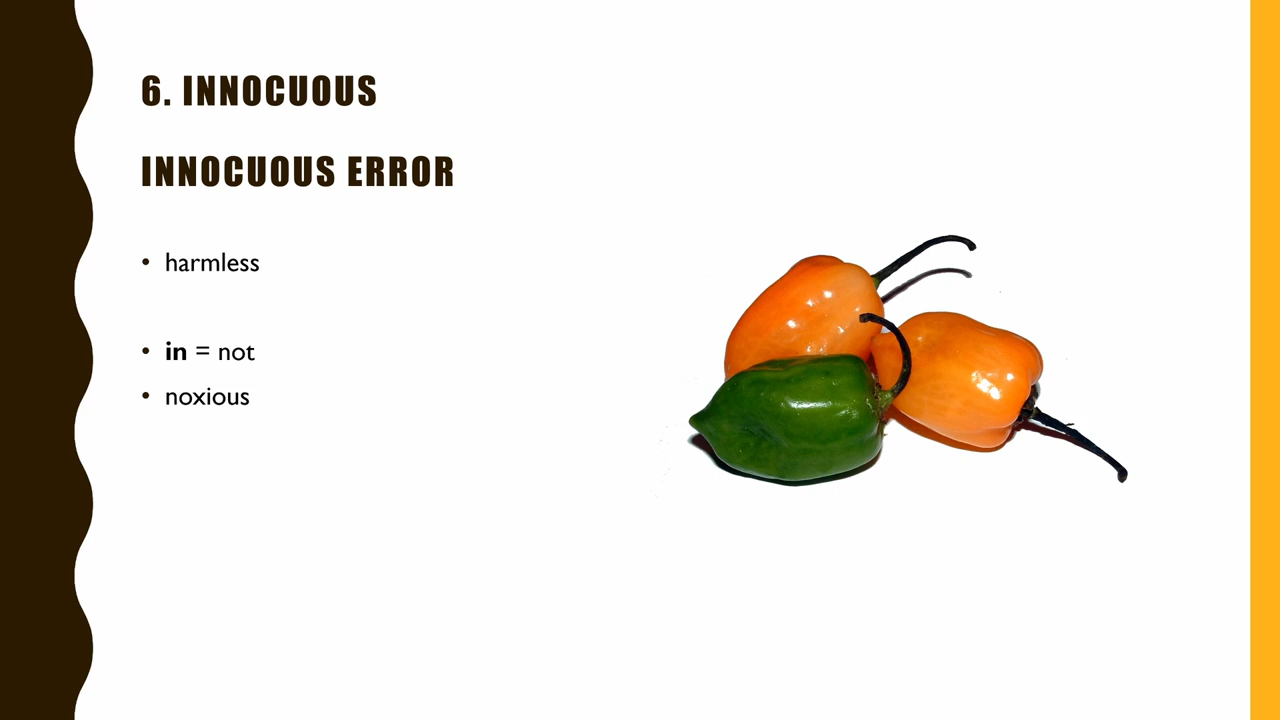 6. INNOCUOUS
INNOCUOUS ERROR
• harmless
• in = not
• noxious